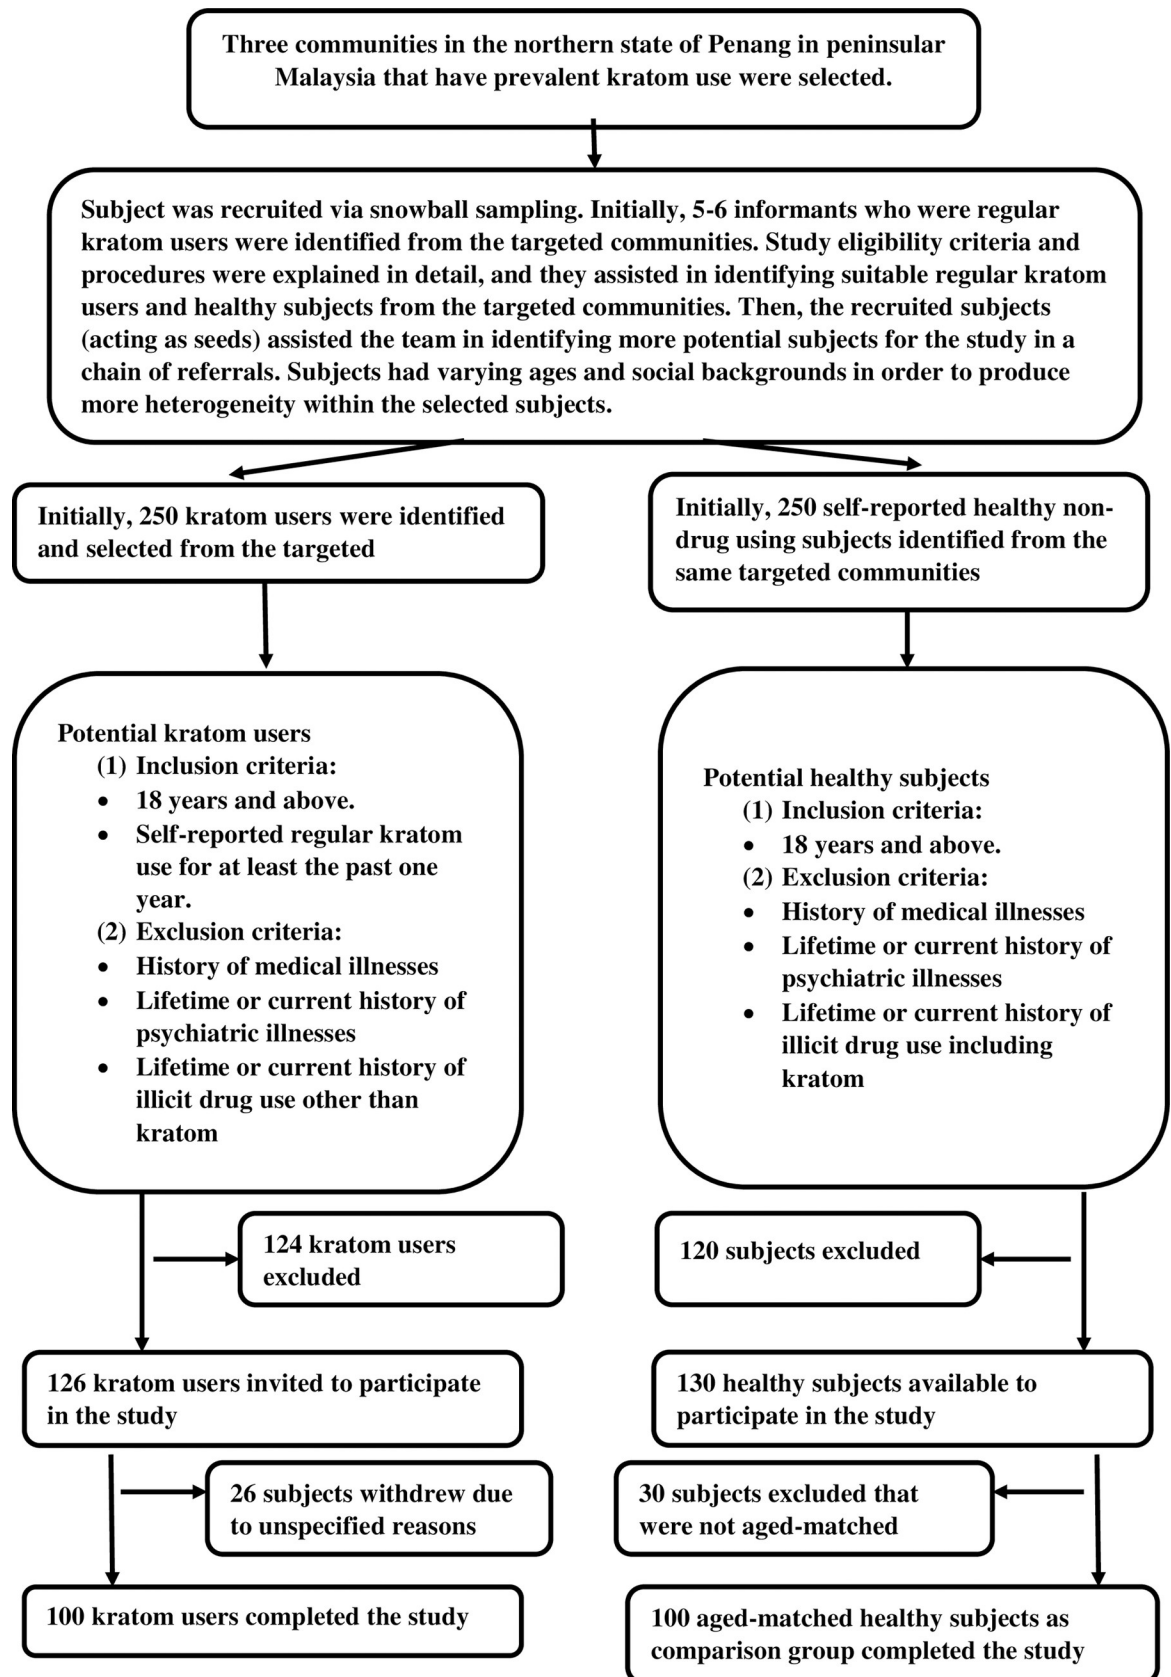 Three communities in the northern state of Penang in peninsular
Malaysia that have prevalent kratom use were selected.
Subject was recruited via snowball sampling. Initially, 5-6 informants who were regular
kratom users were identified from the targeted communities. Study eligibility criteria and
procedures were explained in detail, and they assisted in identifying suitable regular kratom
users and healthy subjects from the targeted communities. Then, the recruited subjects
(acting as seeds) assisted the team in identifying more potential subjects for the study in a
chain of referrals. Subjects had varying ages and social backgrounds in order to produce
more heterogeneity within the selected subjects.
Initially, 250 kratom users were identified
and selected from the targeted
Initially, 250 self-reported healthy non-
drug using subjects identified from the
same targeted communities
Potential kratom users
(1) Inclusion criteria:
• 18 years and above.
• Self-reported regular kratom
use for at least the past one
year.
(2) Exclusion criteria:
• History of medical illnesses
• Lifetime or current history of
psychiatric illnesses
• Lifetime or current history of
illicit drug use other than
kratom
Potential healthy subjects
(1) Inclusion criteria:
• 18 years and above.
(2) Exclusion criteria:
• History of medical illnesses
• Lifetime or current history of
psychiatric illnesses
• Lifetime or current history of
illicit drug use including
kratom
124 kratom users
excluded
120 subjects excluded
126 kratom users invited to participate
in the study
130 healthy subjects available to
participate in the study
26 subjects withdrew due
to unspecified reasons
30 subjects excluded that
were not aged-matched
100 kratom users completed the study
100 aged-matched healthy subjects as
comparison group completed the study